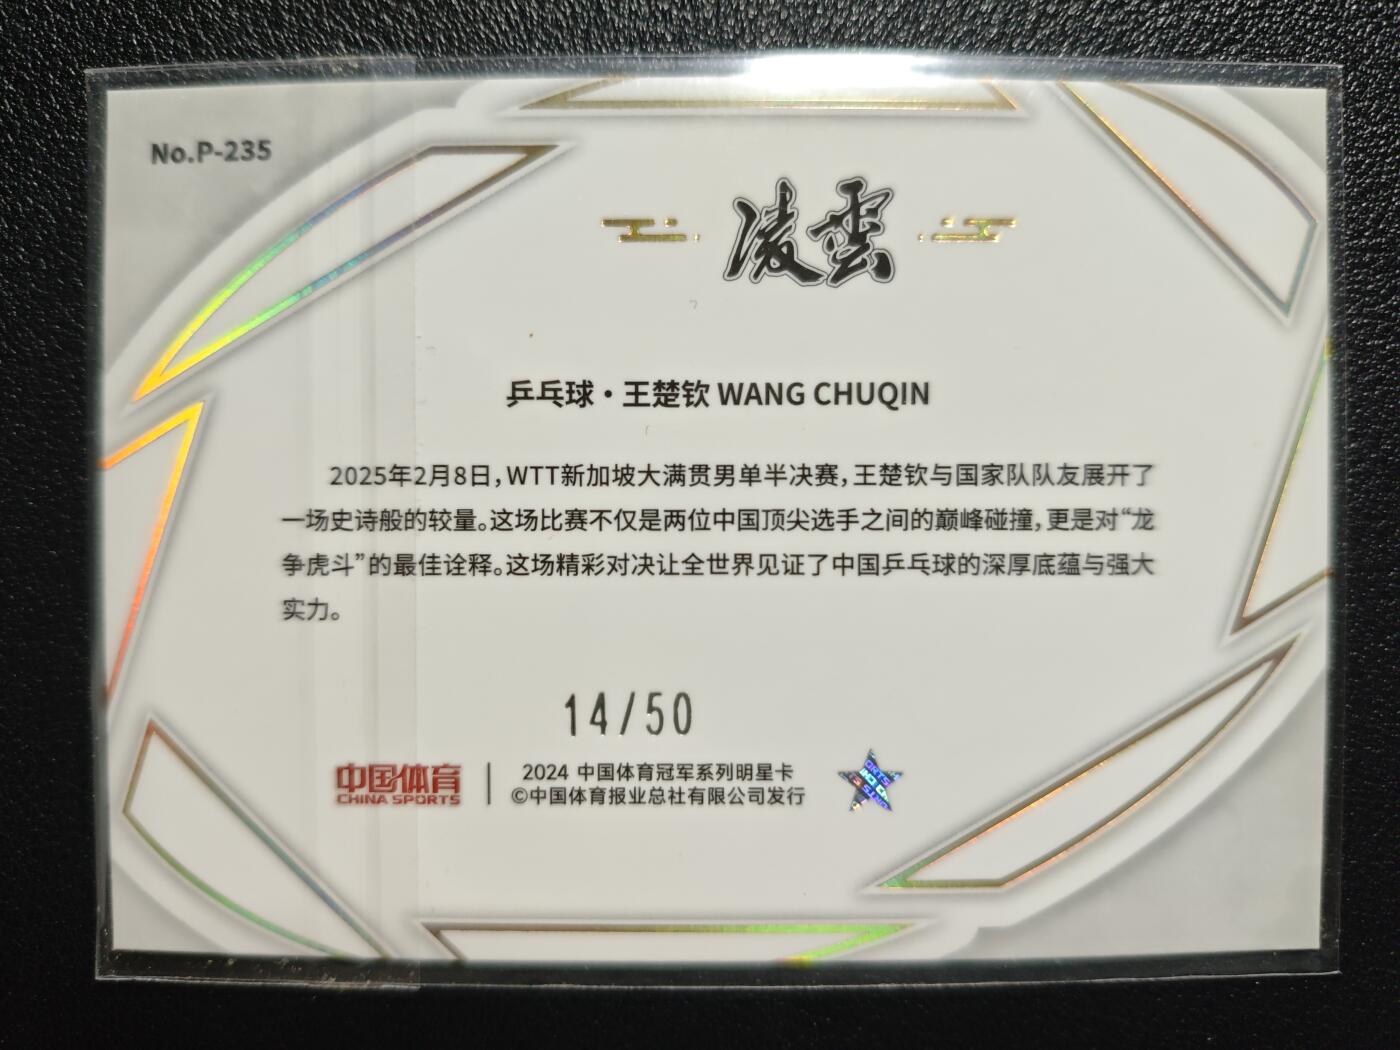 No.P-235
凌雲
乒乓球·王楚钦 WANG CHUQIN
2025年2月8日，WTT新加坡大满贯男单半决赛，王楚钦与国家队队友展开了
一场史诗般的较量。这场比赛不仅是两位中国顶尖选手之间的巅峰碰撞，更是对“龙
争虎斗”的最佳诠释。这场精彩对决让全世界见证了中国乒乓球的深厚底蕴与强大
实力。
14/50
中国体育
CHINA SPORTS
2024 中国体育冠军系列明星卡
©中国体育报业总社有限公司发行